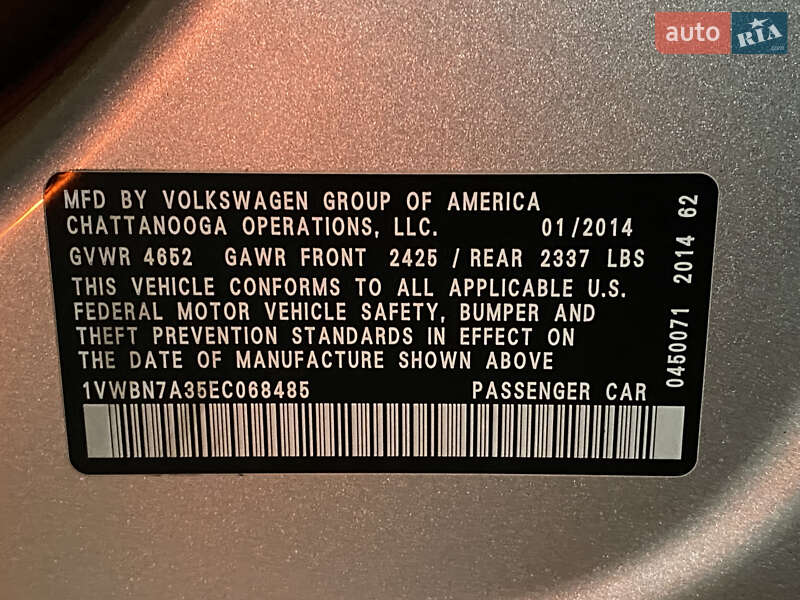 auto RIA.com
MFD BY VOLKSWAGEN GROUP OF AMERICA
CHATTANOOGA OPERATIONS, LLC. 01/2014
GVWR 4652 GAWR FRONT 2425 / REAR 2337 LBS
THIS VEHICLE CONFORMS TO ALL APPLICABLE U.S.
FEDERAL MOTOR VEHICLE SAFETY, BUMPER AND
THEFT PREVENTION STANDARDS IN EFFECT ON
THE DATE OF MANUFACTURE SHOWN ABOVE
1VWBN7A35EC068485 PASSENGER CAR
0450071 2014 62